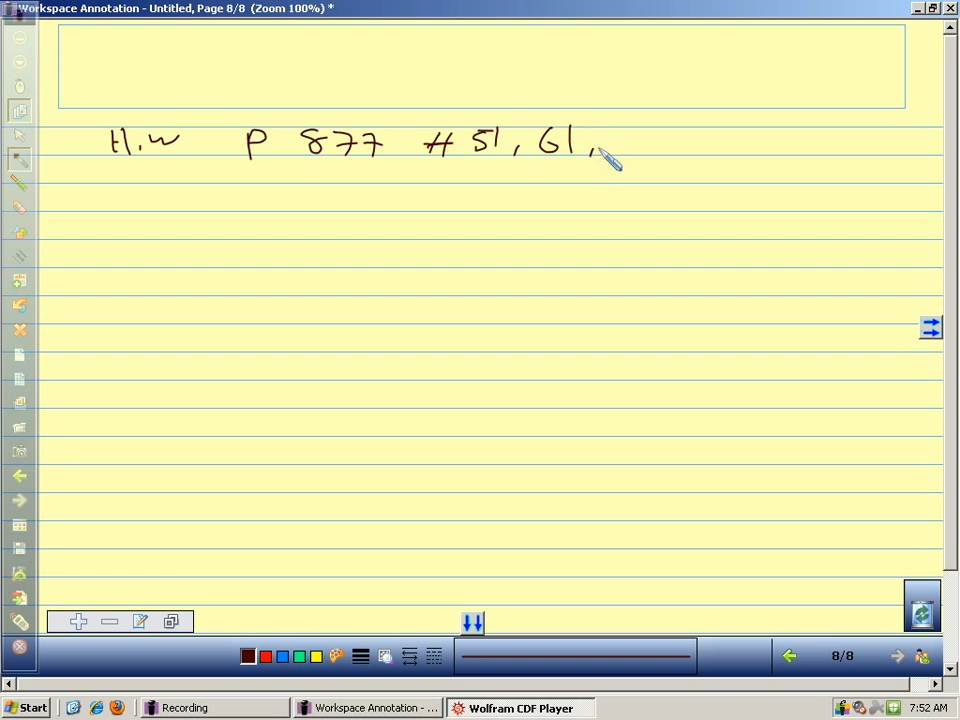 Workspace Annotation - Untitled, Page 8/8 (Zoom 100%) *
H.W P 877 # 51, 61,
8/8
Start Recording Workspace Annotation - ... Wolfram CDF Player 7:52 AM